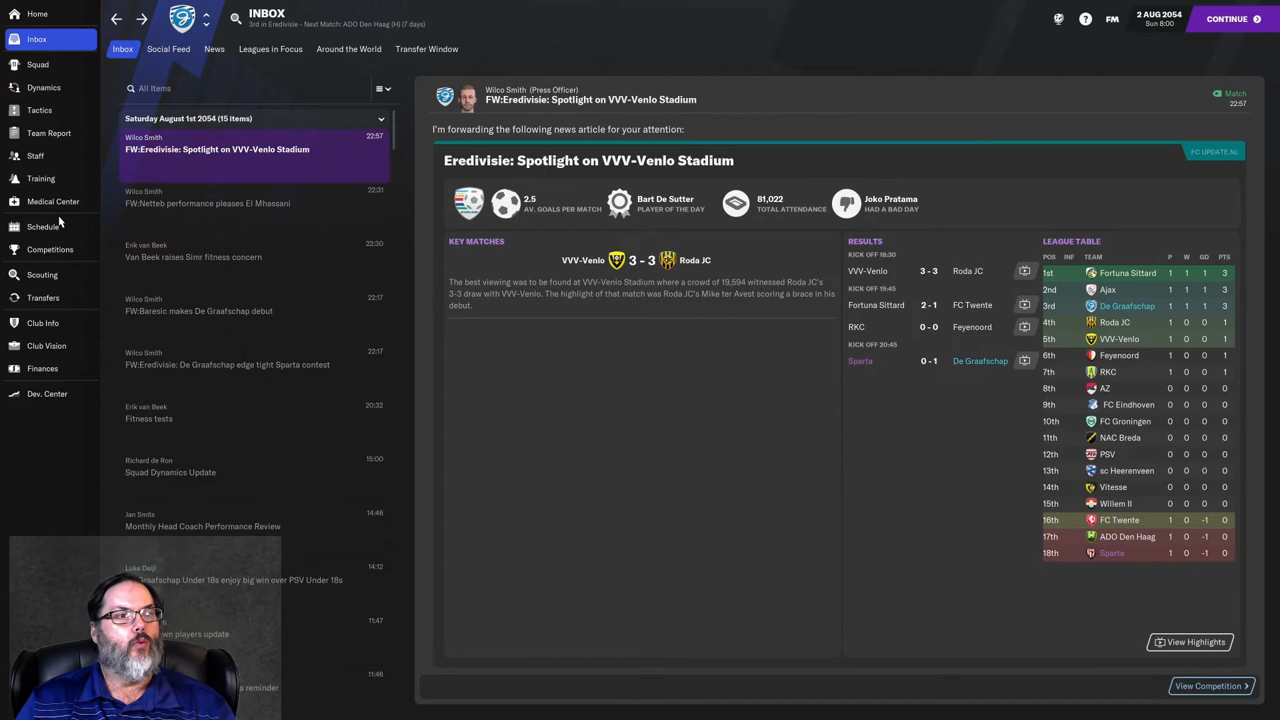 Home
Inbox
Squad
Dynamics
Tactics
Team Report
Staff
Training
Medical Center
Schedule
Competitions
Scouting
Transfers
Club Info
Club Vision
Finances
Dev. Center
INBOX
3rd in Eredivisie - Next Match: ADO Den Haag (H) (7 days)
FM
2 AUG 2054
Sun 8:00
CONTINUE
Inbox Social Feed News Leagues in Focus Around the World Transfer Window
All Items
Saturday August 1st 2054 (15 items)
Wilco Smith 22:57
FW:Eredivisie: Spotlight on VVV-Venlo Stadium
Wilco Smith 22:31
FW:Netteb performance pleases El Mhassani
Erik van Beek 22:30
Van Beek raises Simr fitness concern
Wilco Smith 22:17
FW:Baresic makes De Graafschap debut
Wilco Smith 22:17
FW:Eredivisie: De Graafschap edge tight Sparta contest
Erik van Beek 20:32
Fitness tests
Richard de Ron 15:00
Squad Dynamics Update
Jan Smits 14:46
Monthly Head Coach Performance Review
Luke Deijl 14:12
Graafschap Under 18s enjoy big win over PSV Under 18s
11:47
wn players update
11:46
s reminder
Wilco Smith (Press Officer)
FW:Eredivisie: Spotlight on VVV-Venlo Stadium
Match
22:57
I'm forwarding the following news article for your attention:
Eredivisie: Spotlight on VVV-Venlo Stadium
FC UPDATE.NL
2.5
AV. GOALS PER MATCH
Bart De Sutter
PLAYER OF THE DAY
81,022
TOTAL ATTENDANCE
Joko Pratama
HAD A BAD DAY
KEY MATCHES
VVV-Venlo 3 - 3 Roda JC
The best viewing was to be found at VVV-Venlo Stadium where a crowd of 19,594 witnessed Roda JC's
3-3 draw with VVV-Venlo. The highlight of that match was Roda JC's Mike ter Avest scoring a brace in his
debut.
RESULTS
KICK OFF 18:30
VVV-Venlo 3 - 3 Roda JC
KICK OFF 19:45
Fortuna Sittard 2 - 1 FC Twente
RKC 0 - 0 Feyenoord
KICK OFF 20:45
Sparta 0 - 1 De Graafschap
LEAGUE TABLE
POS INF TEAM P W GD PTS
1st Fortuna Sittard 1 1 1 3
2nd Ajax 1 1 1 3
3rd De Graafschap 1 1 1 3
4th Roda JC 1 0 0 1
5th VVV-Venlo 1 0 0 1
6th Feyenoord 1 0 0 1
7th RKC 1 0 0 1
8th AZ 0 0 0 0
9th FC Eindhoven 0 0 0 0
10th FC Groningen 0 0 0 0
11th NAC Breda 0 0 0 0
12th PSV 0 0 0 0
13th sc Heerenveen 0 0 0 0
14th Vitesse 0 0 0 0
15th Willem II 0 0 0 0
16th FC Twente 1 0 -1 0
17th ADO Den Haag 1 0 -1 0
18th Sparta 1 0 -1 0
View Highlights
View Competition